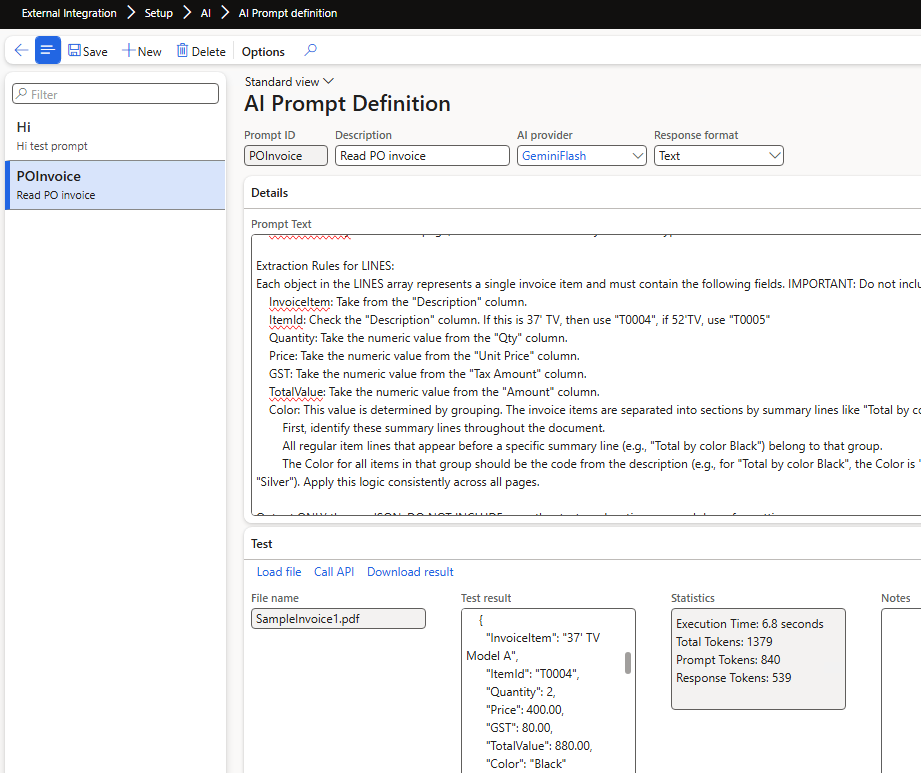 External Integration > Setup > AI > AI Prompt definition
Save New Delete Options
Filter
Hi
Hi test prompt
POInvoice
Read PO invoice
Standard view
AI Prompt Definition
Prompt ID Description AI provider Response format
POInvoice Read PO invoice GeminiFlash Text
Details
Prompt Text
Extraction Rules for LINES:
Each object in the LINES array represents a single invoice item and must contain the following fields. IMPORTANT: Do not
InvoiceItem: Take from the "Description" column.
ItemId: Check the "Description" column. If this is 37' TV, then use "T0004", if 52'TV, use "T0005"
Quantity: Take the numeric value from the "Qty" column.
Price: Take the numeric value from the "Unit Price" column.
GST: Take the numeric value from the "Tax Amount" column.
TotalValue: Take the numeric value from the "Amount" column.
Color: This value is determined by grouping. The invoice items are separated into sections by summary lines like "Total by
First, identify these summary lines throughout the document.
All regular item lines that appear before a specific summary line (e.g., "Total by color Black") belong to that group.
The Color for all items in that group should be the code from the description (e.g., for "Total by color Black", the Color is
"Silver"). Apply this logic consistently across all pages.
Test
Load file Call API Download result
File name Test result Statistics Notes
SampleInvoice1.pdf
{
"InvoiceItem": "37' TV
Model A",
"ItemId": "T0004",
"Quantity": 2,
"Price": 400.00,
"GST": 80.00,
"TotalValue": 880.00,
"Color": "Black"
Execution Time: 6.8 seconds
Total Tokens: 1379
Prompt Tokens: 840
Response Tokens: 539